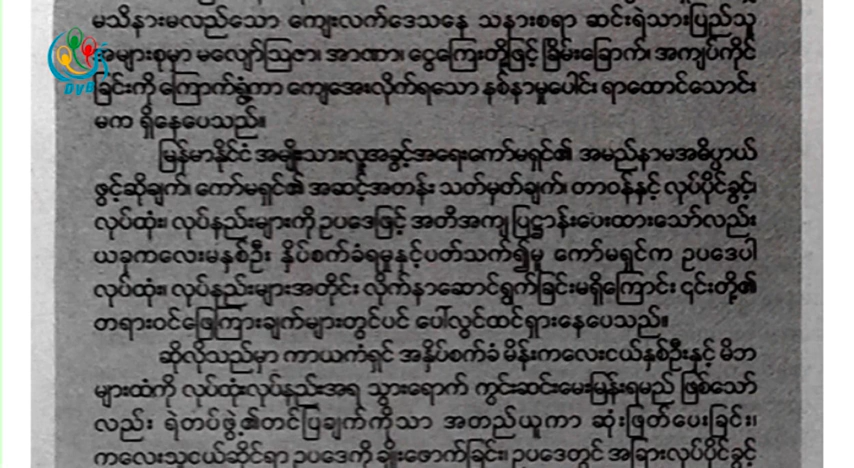 မသိနားမလည်သော ကျေးလက်ဒေသနေ သနားစရာ ဆင်းရဲသားပြည်သူ
အများစုမှာ မလျော်ဩဇာ၊ အာဏာ၊ ငွေကြေးတို့ဖြင့် ခြိမ်းခြောက်၊ အကျပ်ကိုင်
ခြင်းကို ကြောက်ရွံ့ကာ ကျေအေးလိုက်ရသော နစ်နာမှုပေါင်း ရာထောင်သောင်း
မက ရှိနေပေသည်။
မြန်မာနိုင်ငံ အမျိုးသားလူ့အခွင့်အရေးကော်မရှင်၏ အမည်နာမအဓိပ္ပာယ်
ဖွင့်ဆိုချက်၊ ကော်မရှင်၏ အဆင့်အတန်း သတ်မှတ်ချက်၊ တာဝန်နှင့် လုပ်ပိုင်ခွင့်၊
လုပ်ထုံး၊ လုပ်နည်းများကို ဥပဒေဖြင့် အတိအကျ ပြဋ္ဌာန်းပေးထားသော်လည်း
ယခုကလေးမနှစ်ဦး နှိပ်စက်ခံရမှုနှင့်ပတ်သက်၍မူ ကော်မရှင်က ဥပဒေပါ
လုပ်ထုံး၊ လုပ်နည်းများအတိုင်း လိုက်နာဆောင်ရွက်ခြင်းမရှိကြောင်း ၎င်းတို့၏
တရားဝင်ဖြေကြားချက်များတွင်ပင် ပေါ်လွင်ထင်ရှားနေပေသည်။
ဆိုလိုသည်မှာ ကာယကံရှင် အနှိပ်စက်ခံ မိန်းကလေးငယ်နှစ်ဦးနှင့် မိဘ
များထံကို လုပ်ထုံးလုပ်နည်းအရ သွားရောက် ကွင်းဆင်းမေးမြန်းရမည် ဖြစ်သော်
လည်း ရဲတပ်ဖွဲ့၏တင်ပြချက်ကိုသာ အတည်ယူကာ ဆုံးဖြတ်ပေးခြင်း၊
ကလေးသူငယ်ဆိုင်ရာ ဥပဒေကို ချိုးဖောက်ခြင်း၊ ဥပဒေတွင် အခြားလုပ်ပိုင်ခွင့်
DVB